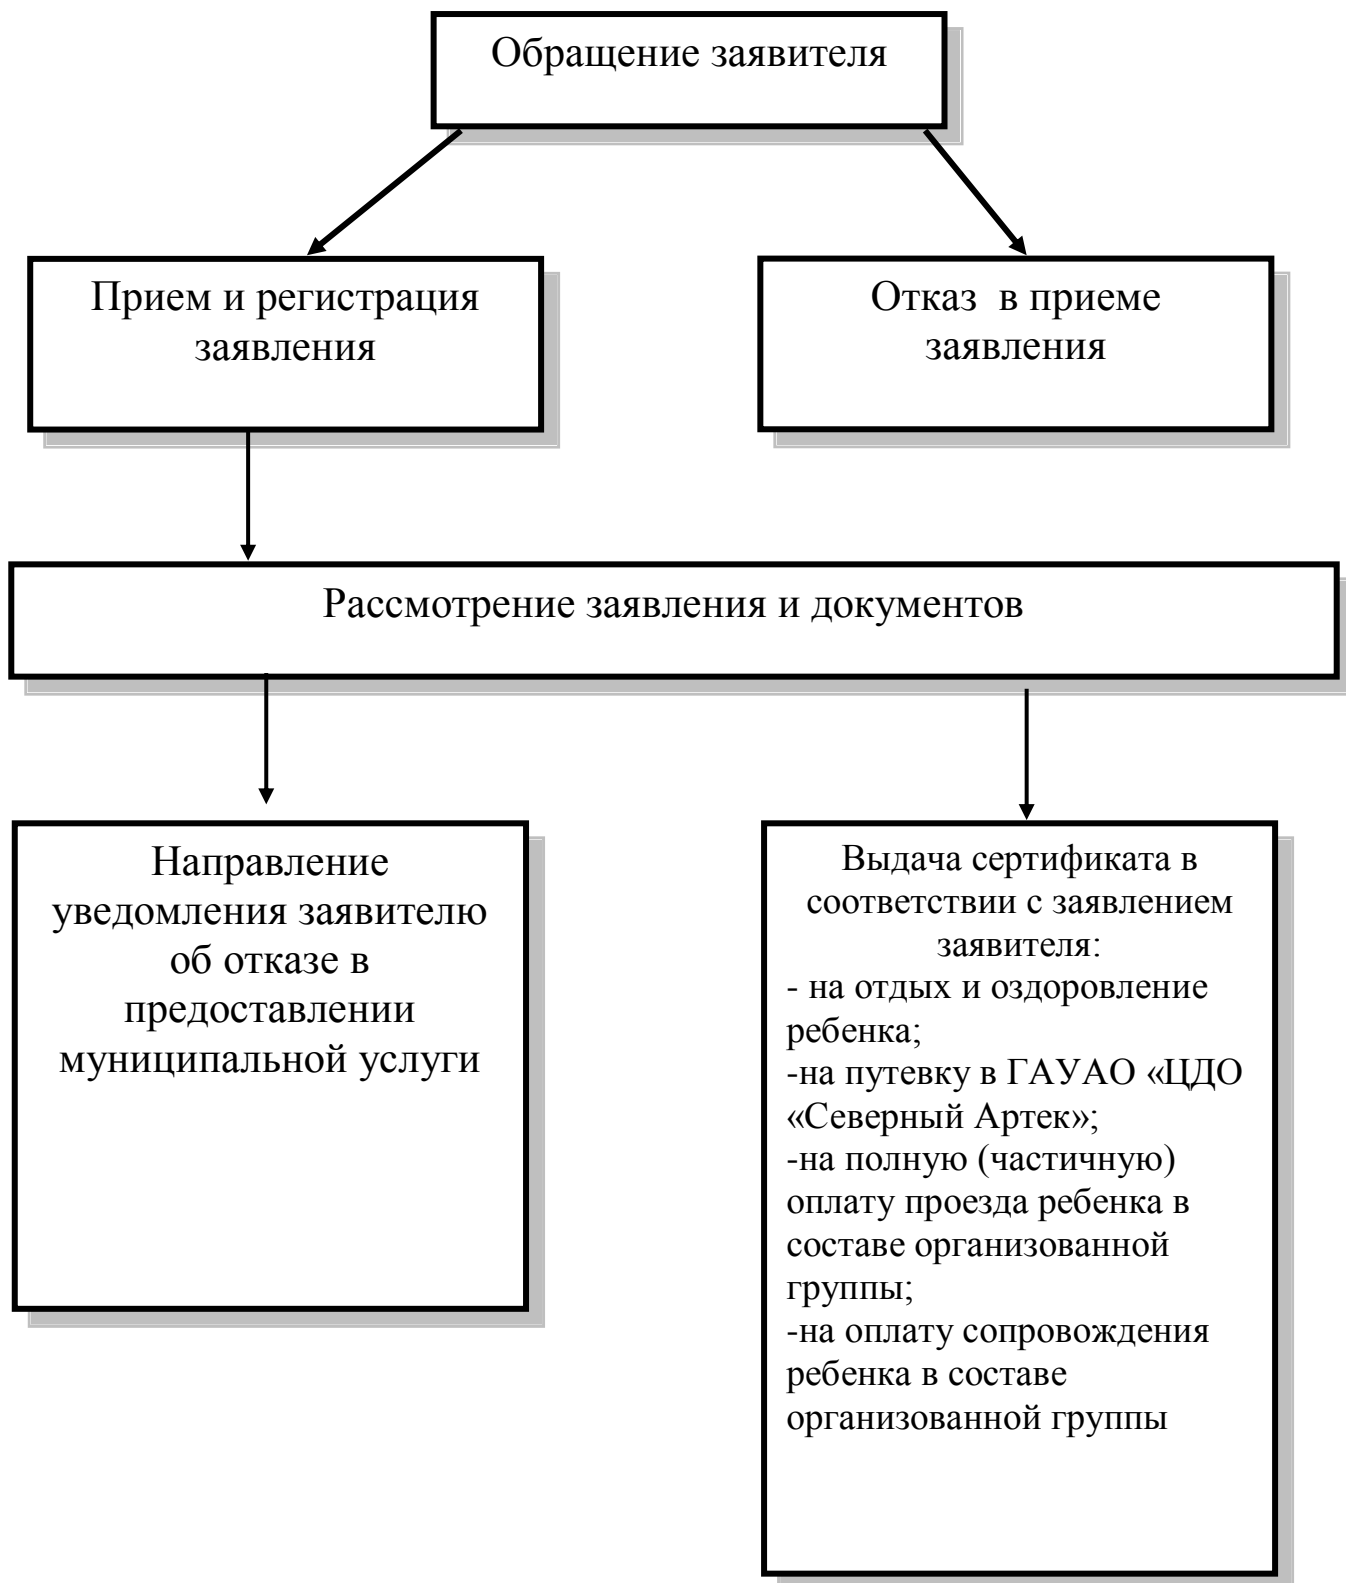 Обращение заявителя
Прием и регистрация
заявления
Отказ в приеме
заявления
Рассмотрение заявления и документов
Направление
уведомления заявителю
об отказе в
предоставлении
муниципальной услуги
Выдача сертификата в
соответствии с заявлением
заявителя:
- на отдых и оздоровление
ребенка;
-на путевку в ГАУАО «ЦДО
«Северный Артек»;
-на полную (частичную)
оплату проезда ребенка в
составе организованной
группы;
-на оплату сопровождения
ребенка в составе
организованной группы